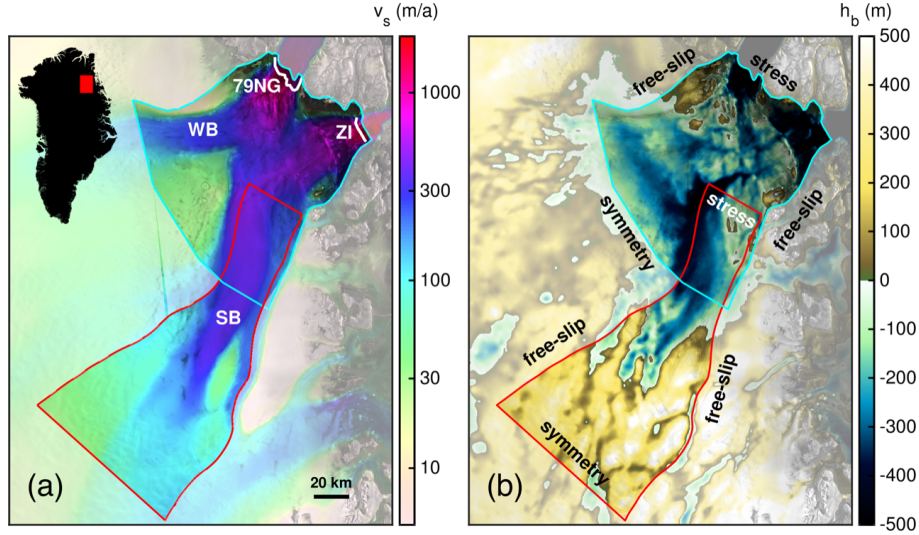 v_s (m/a)
h_b (m)
79NG
WB
ZI
SB
(a)
20 km
1000
300
100
30
10
free-slip
stress
symmetry
stress
free-slip
free-slip
free-slip
symmetry
(b)
500
400
300
200
100
0
-100
-200
-300
-400
-500